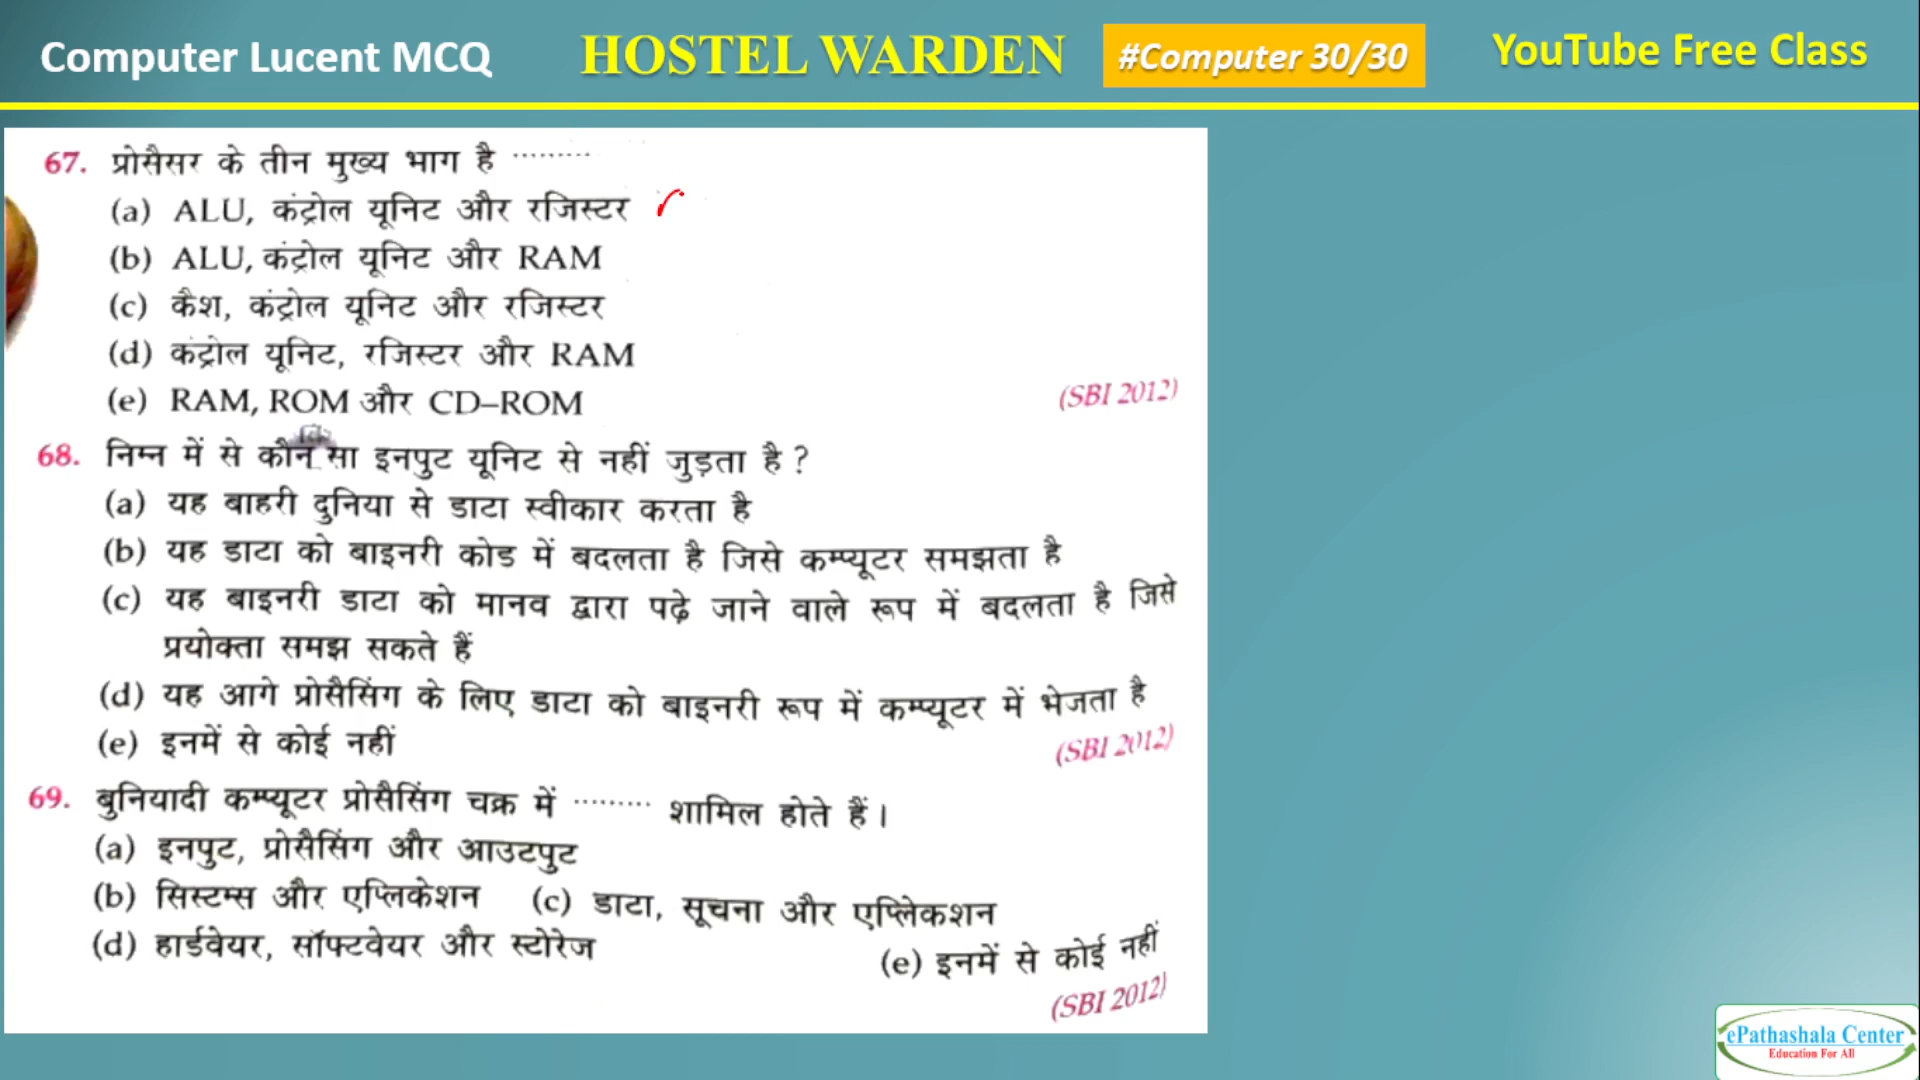 Computer Lucent MCQ HOSTEL WARDEN #Computer 30/30 YouTube Free Class
67. प्रोसैसर के तीन मुख्य भाग है ·········
(a) ALU, कंट्रोल यूनिट और रजिस्टर
(b) ALU, कंट्रोल यूनिट और RAM
(c) कैश, कंट्रोल यूनिट और रजिस्टर
(d) कंट्रोल यूनिट, रजिस्टर और RAM
(e) RAM, ROM और CD–ROM (SBI 2012)
68. निम्न में से कौन सा इनपुट यूनिट से नहीं जुड़ता है ?
(a) यह बाहरी दुनिया से डाटा स्वीकार करता है
(b) यह डाटा को बाइनरी कोड में बदलता है जिसे कम्प्यूटर समझता है
(c) यह बाइनरी डाटा को मानव द्वारा पढ़े जाने वाले रूप में बदलता है जिसे
प्रयोक्ता समझ सकते हैं
(d) यह आगे प्रोसैसिंग के लिए डाटा को बाइनरी रूप में कम्प्यूटर में भेजता है
(e) इनमें से कोई नहीं (SBI 2012)
69. बुनियादी कम्प्यूटर प्रोसैसिंग चक्र में ········· शामिल होते हैं।
(a) इनपुट, प्रोसैसिंग और आउटपुट
(b) सिस्टम्स और एप्लिकेशन (c) डाटा, सूचना और एप्लिेकशन
(d) हार्डवेयर, सॉफ्टवेयर और स्टोरेज (e) इनमें से कोई नहीं
(SBI 2012)
ePathashala Center
Education For All